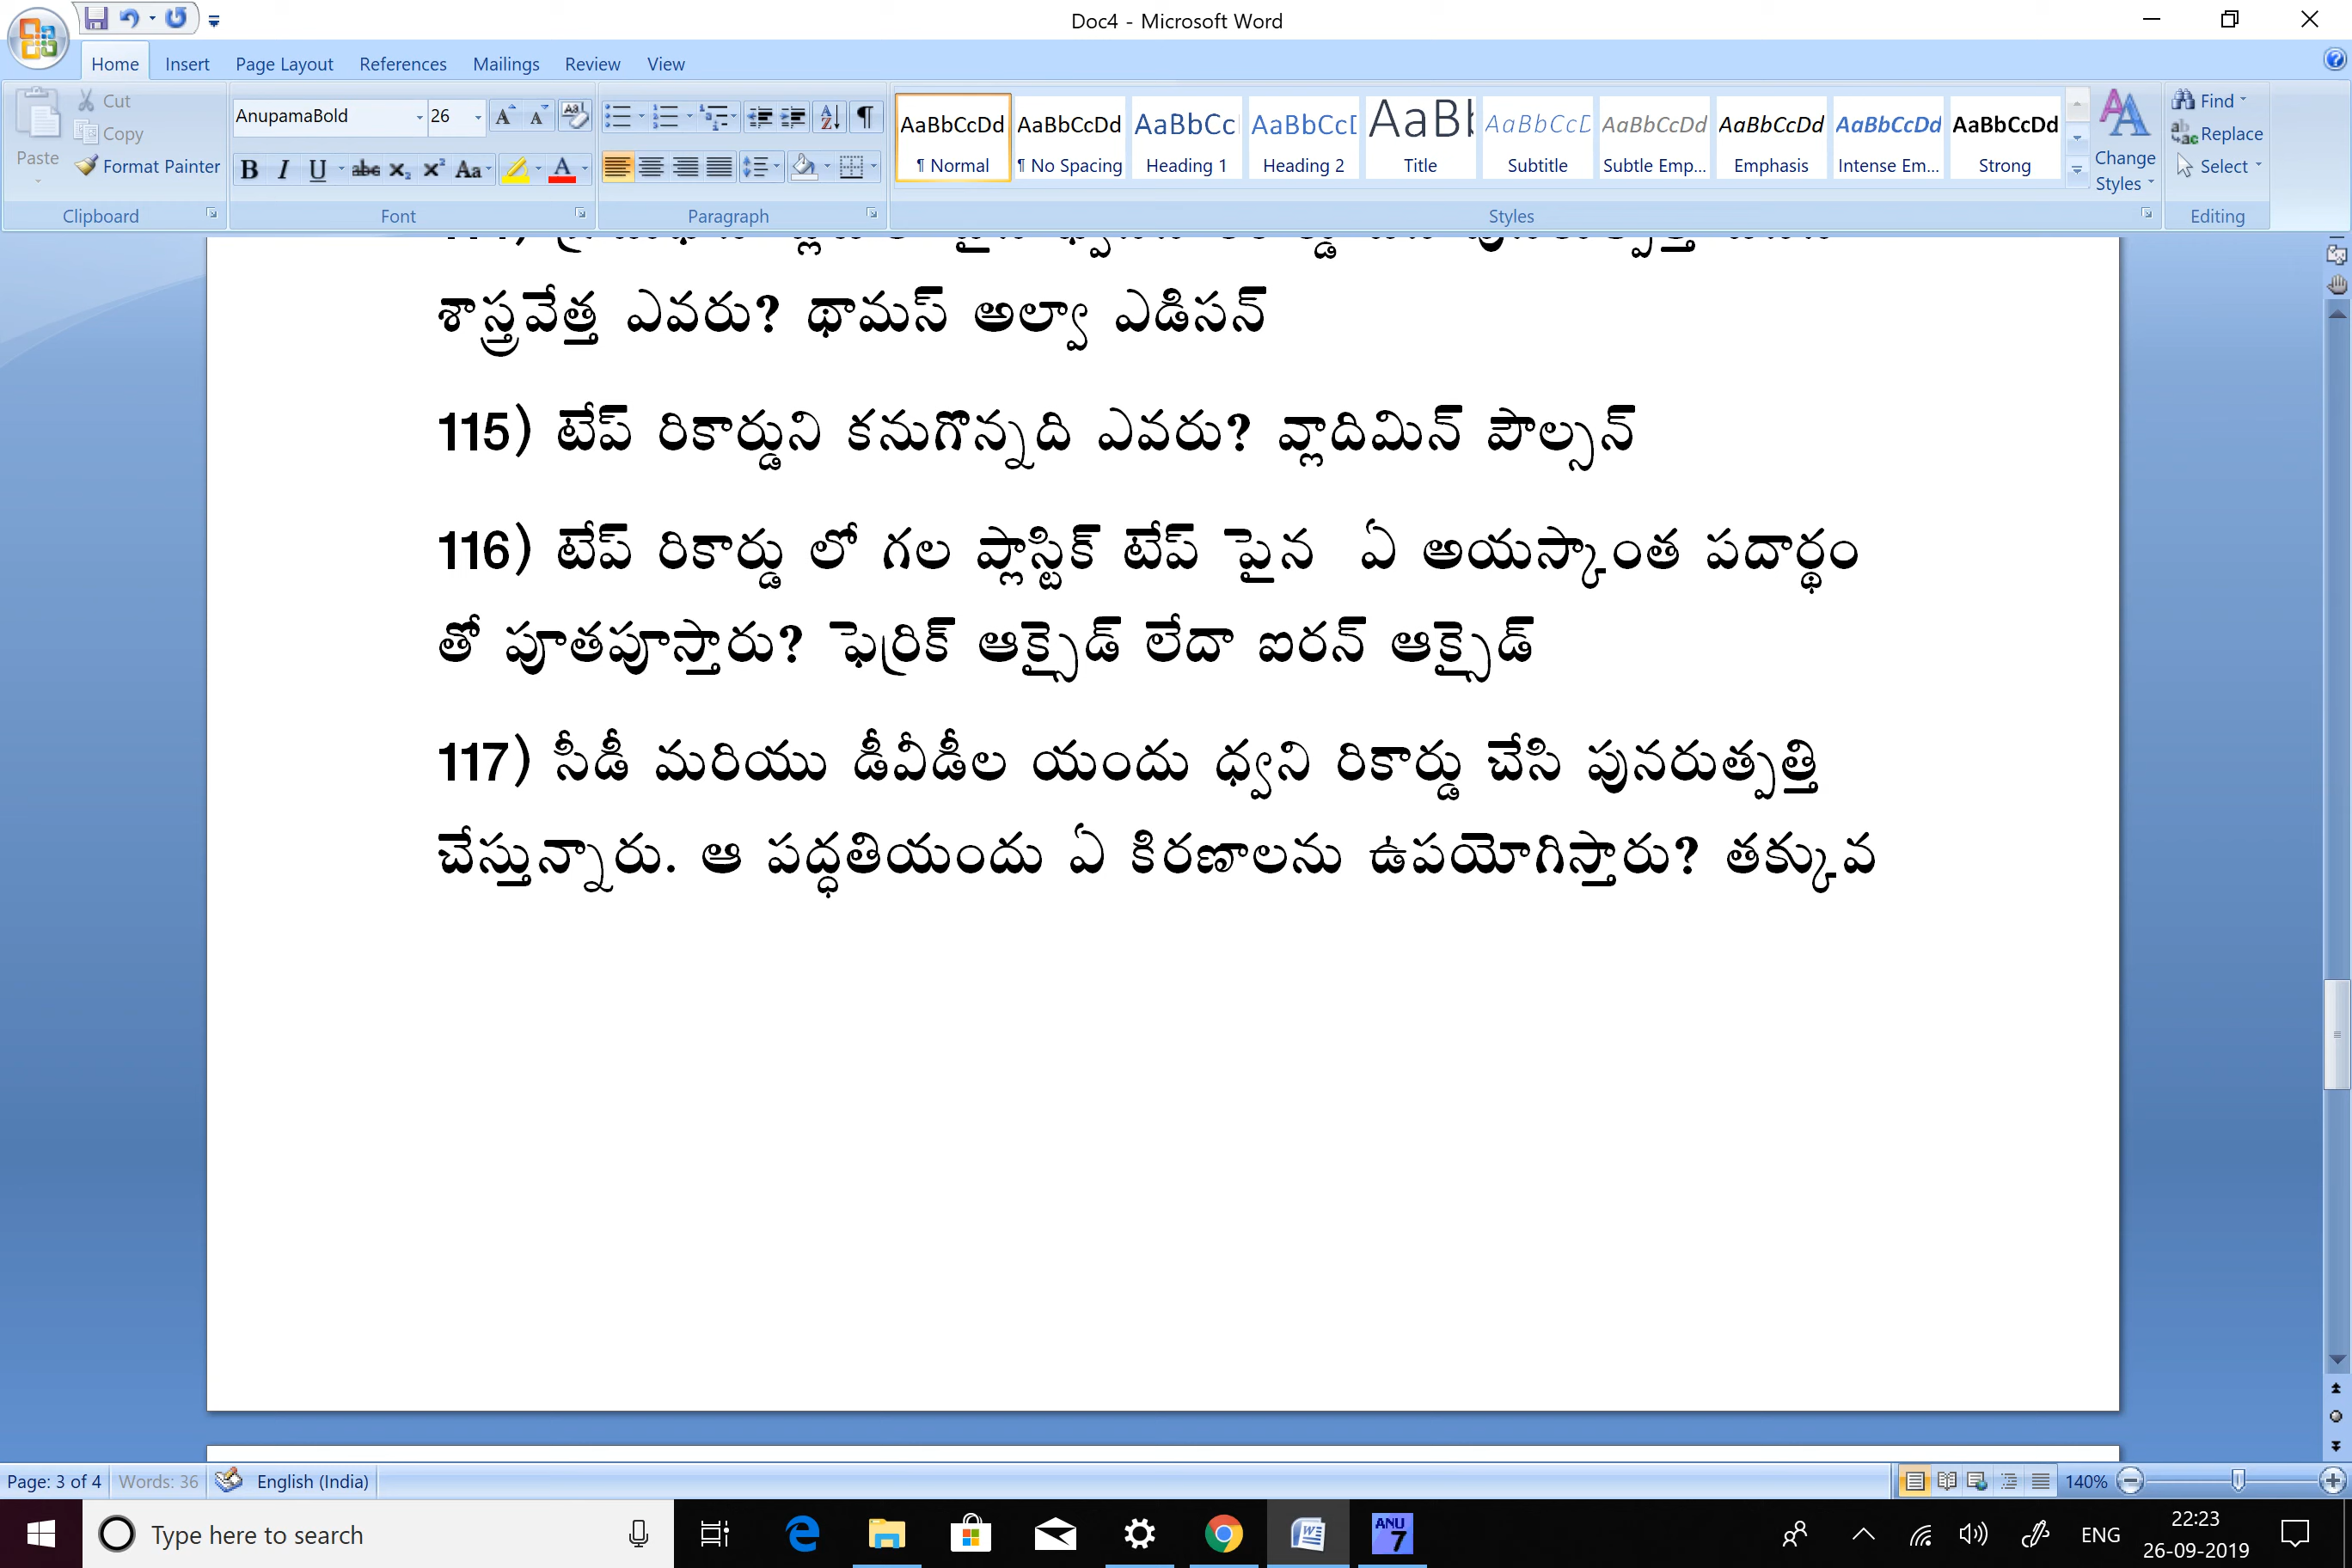 Doc4 - Microsoft Word
Home Insert Page Layout References Mailings Review View
Paste Cut Copy Format Painter Clipboard
AnupamaBold 26 Font
Paragraph
AaBbCcDd AaBbCcDd AaBbCc AaBbCc AaB AaBbCcD AaBbCcDd AaBbCcDd AaBbCcDd AaBbCcDd
¶ Normal ¶ No Spacing Heading 1 Heading 2 Title Subtitle Subtle Emp... Emphasis Intense Em... Strong
Styles
Change Styles
Find Replace Select Editing
శాస్త్రవేత్త ఎవరు? థామస్ అల్వా ఎడిసన్
115) టేప్ రికార్డుని కనుగొన్నది ఎవరు? వ్లాదిమిన్ పౌల్సన్
116) టేప్ రికార్డు లో గల ప్లాస్టిక్ టేప్ పైన ఏ అయస్కాంత పదార్థం
తో పూతపూస్తారు? ఫెర్రిక్ ఆక్సైడ్ లేదా ఐరన్ ఆక్సైడ్
117) సీడీ మరియు డీవీడీల యందు ధ్వని రికార్డు చేసి పునరుత్పత్తి
చేస్తున్నారు. ఆ పద్ధతియందు ఏ కిరణాలను ఉపయోగిస్తారు? తక్కువ
Page: 3 of 4 Words: 36 English (India) 140%
Type here to search
ANU 7
ENG 22:23
26-09-2019